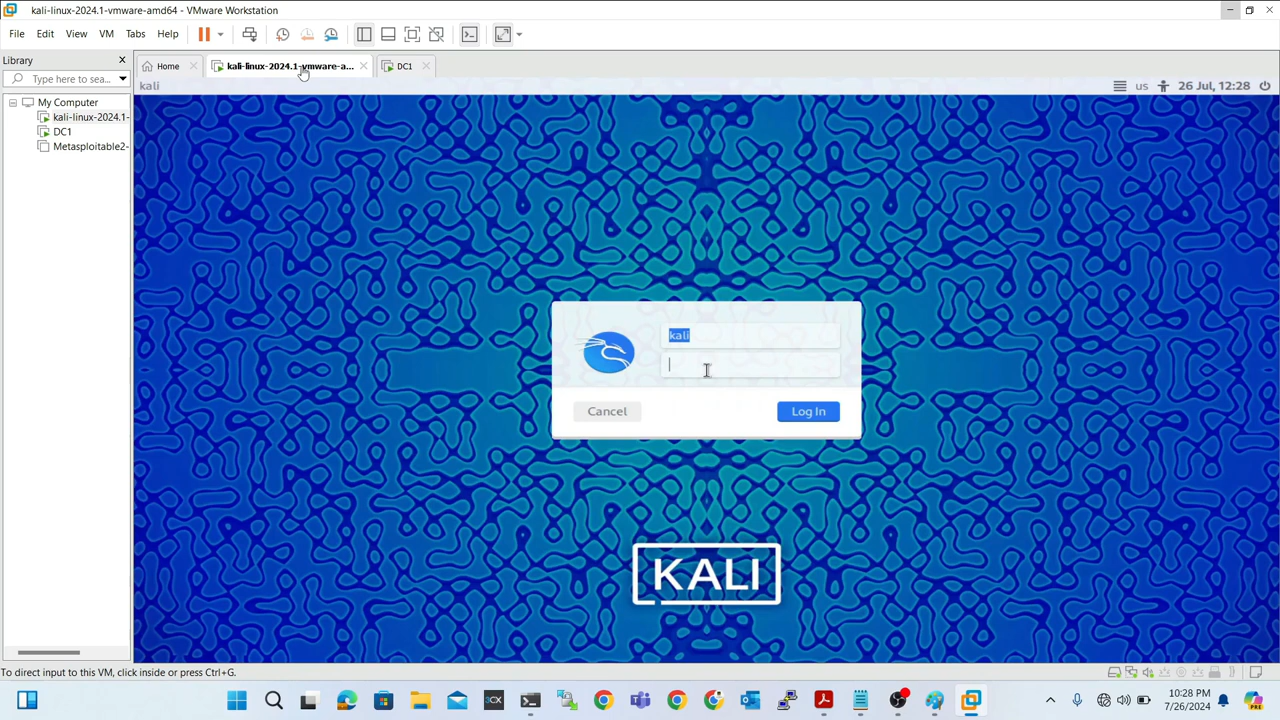 kali-linux-2024.1-vmware-amd64 - VMware Workstation
File Edit View VM Tabs Help
Library
Type here to sea...
Home
kali-linux-2024.1-vmware-a...
DC1
My Computer
kali-linux-2024.1-
DC1
Metasploitable2-
kali
us
26 Jul, 12:28
kali
Cancel
Log In
KALI
To direct input to this VM, click inside or press Ctrl+G.
3CX
10:28 PM
7/26/2024
PRE